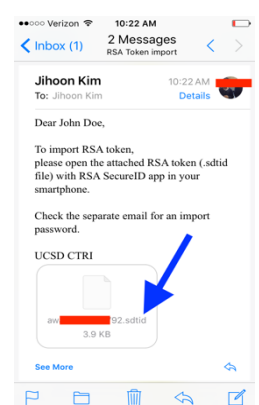 Verizon 10:22 AM
Inbox (1) 2 Messages
RSA Token import
Jihoon Kim 10:22 AM
To: Jihoon Kim Details
Dear John Doe,
To import RSA token,
please open the attached RSA token (.sdtid
file) with RSA SecureID app in your
smartphone.
Check the separate email for an import
password.
UCSD CTRI
aw 92.sdtid
3.9 KB
See More